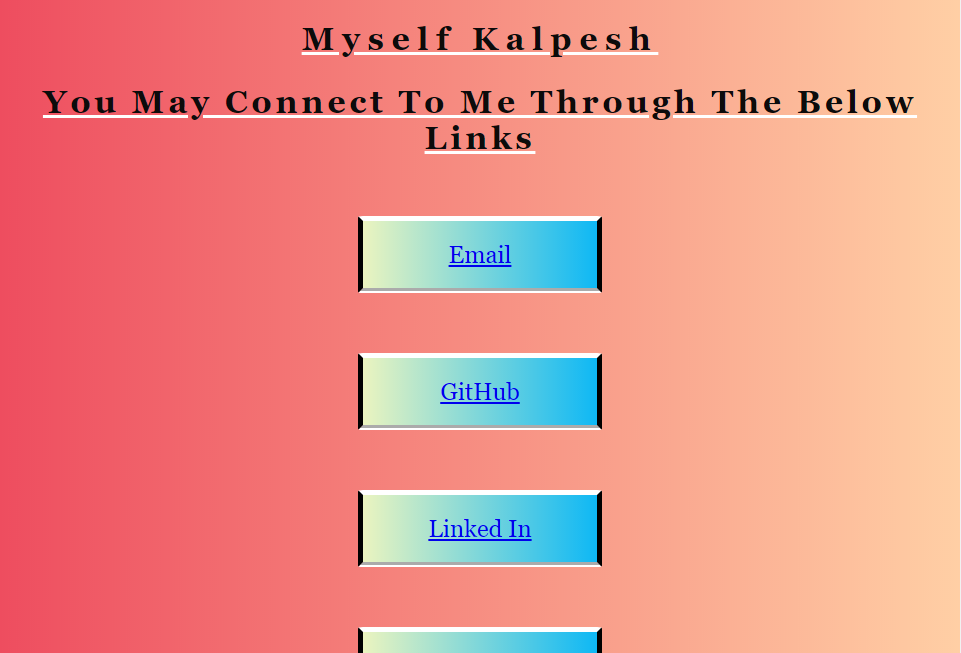 Myself Kalpesh
You May Connect To Me Through The Below
Links
Email
GitHub
Linked In